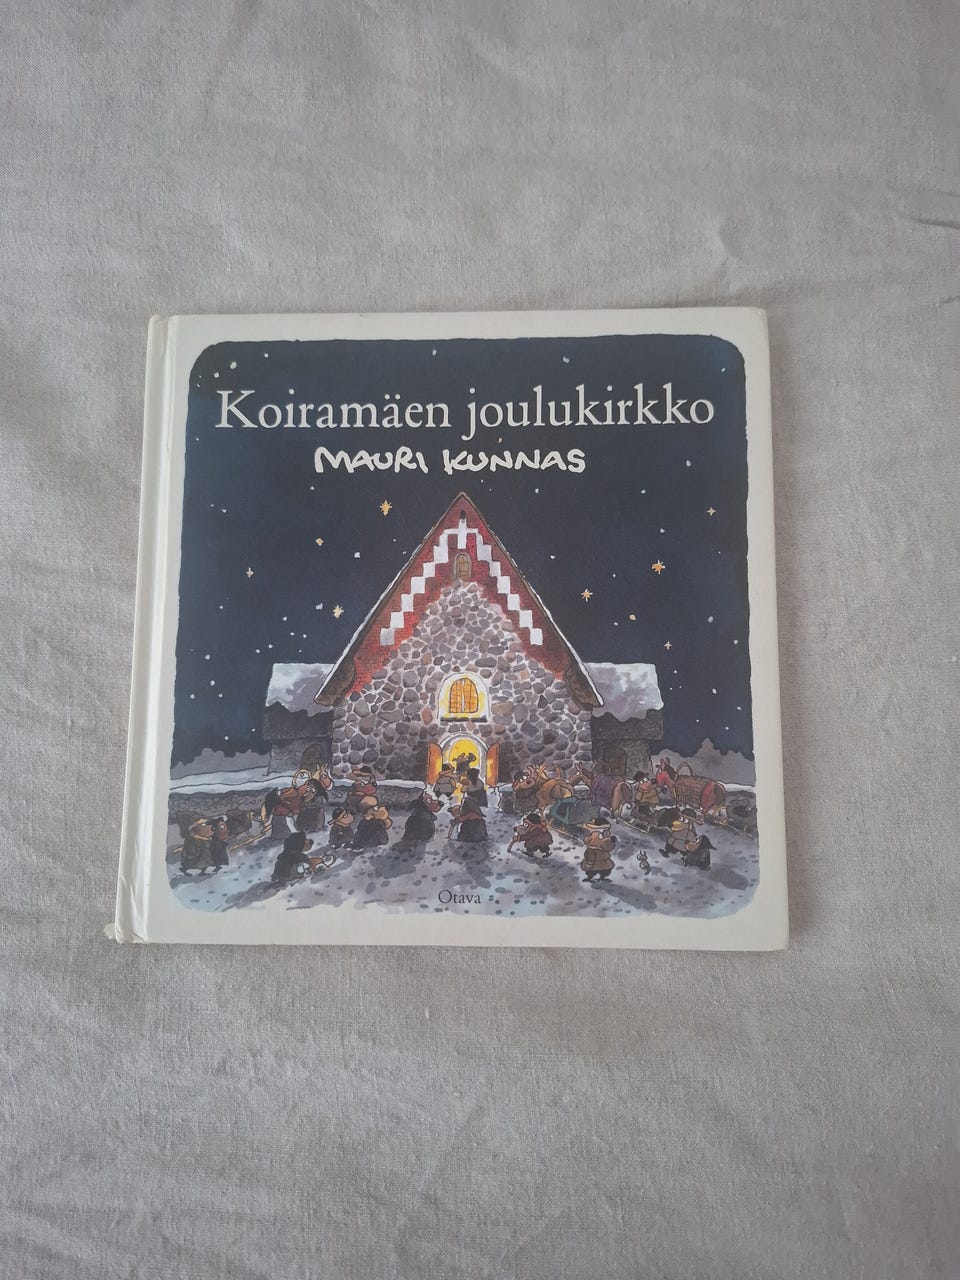 Koiramäen joulukirkko
MAURI KUNNAS
Otava